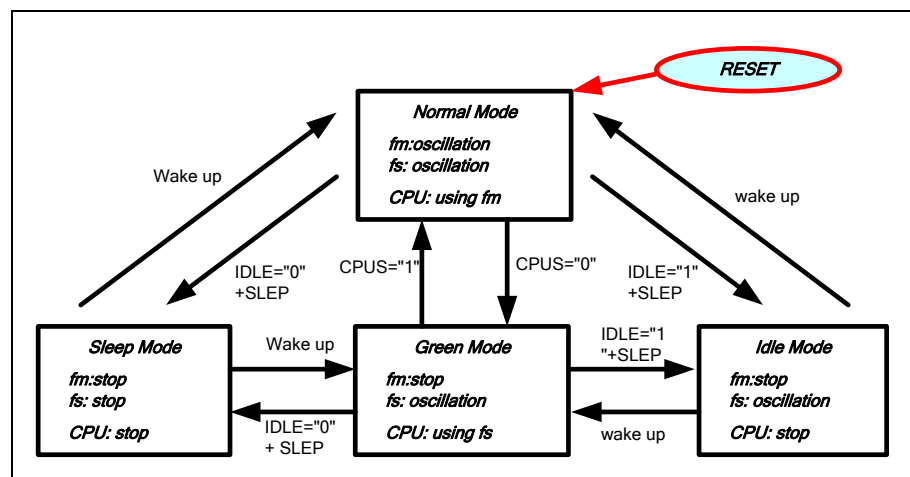 RESET
Normal Mode
fm:oscillation
fs: oscillation
CPU: using fm
Wake up
wake up
IDLE="0"
+SLEP
CPUS="1"
CPUS="0"
IDLE="1"
+SLEP
Sleep Mode
fm:stop
fs: stop
CPU: stop
Wake up
IDLE="0"
+ SLEP
Green Mode
fm:stop
fs: oscillation
CPU: using fs
IDLE="1
"+SLEP
wake up
Idle Mode
fm:stop
fs: oscillation
CPU: stop